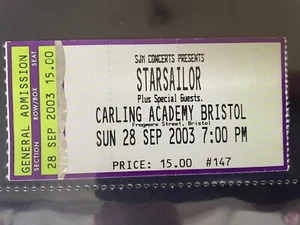 SJM CONCERTS PRESENTS
STARSAILOR
Plus Special Guests.
CARLING ACADEMY BRISTOL
Frogmore Street, Bristol
SUN 28 SEP 2003 7:00 PM
PRICE: 15.00 #147
GENERAL ADMISSION
SECTION ROW/BOX SEAT
28 SEP 2003 15.00